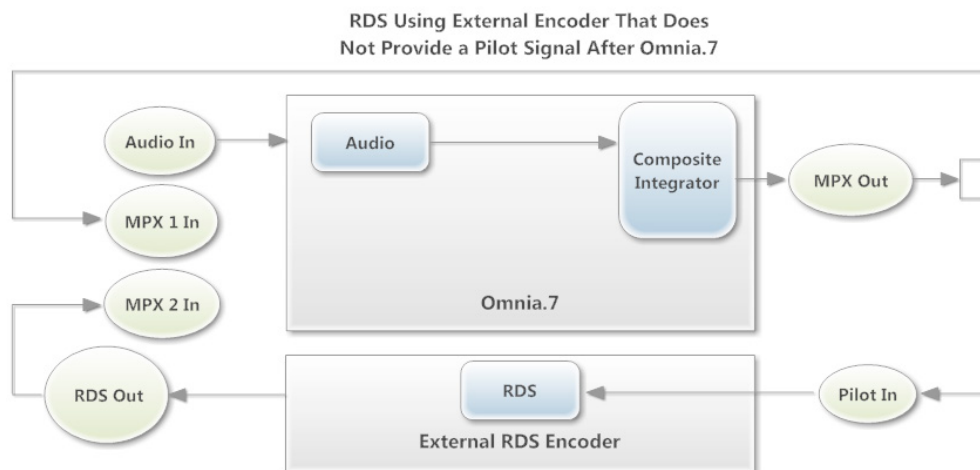 RDS Using External Encoder That Does
Not Provide a Pilot Signal After Omnia.7
Audio In
Audio
Composite
Integrator
MPX Out
MPX 1 In
MPX 2 In
Omnia.7
RDS Out
RDS
Pilot In
External RDS Encoder